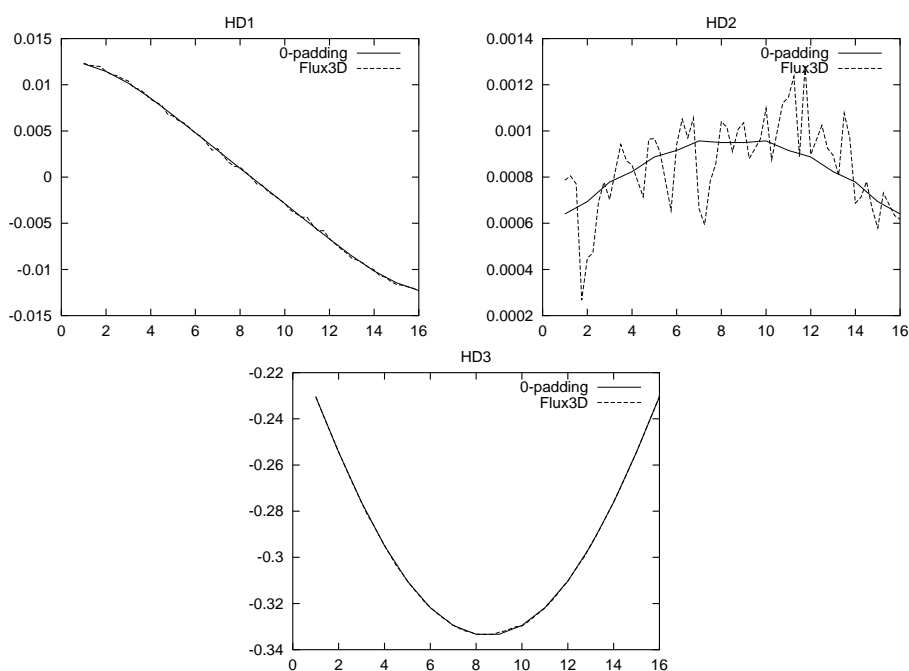 HD1
0.015
0.01
0.005
0
-0.005
-0.01
-0.015
0 2 4 6 8 10 12 14 16
0-padding
Flux3D
HD2
0.0014
0.0012
0.001
0.0008
0.0006
0.0004
0.0002
0 2 4 6 8 10 12 14 16
0-padding
Flux3D
HD3
-0.22
-0.24
-0.26
-0.28
-0.3
-0.32
-0.34
0 2 4 6 8 10 12 14 16
0-padding
Flux3D